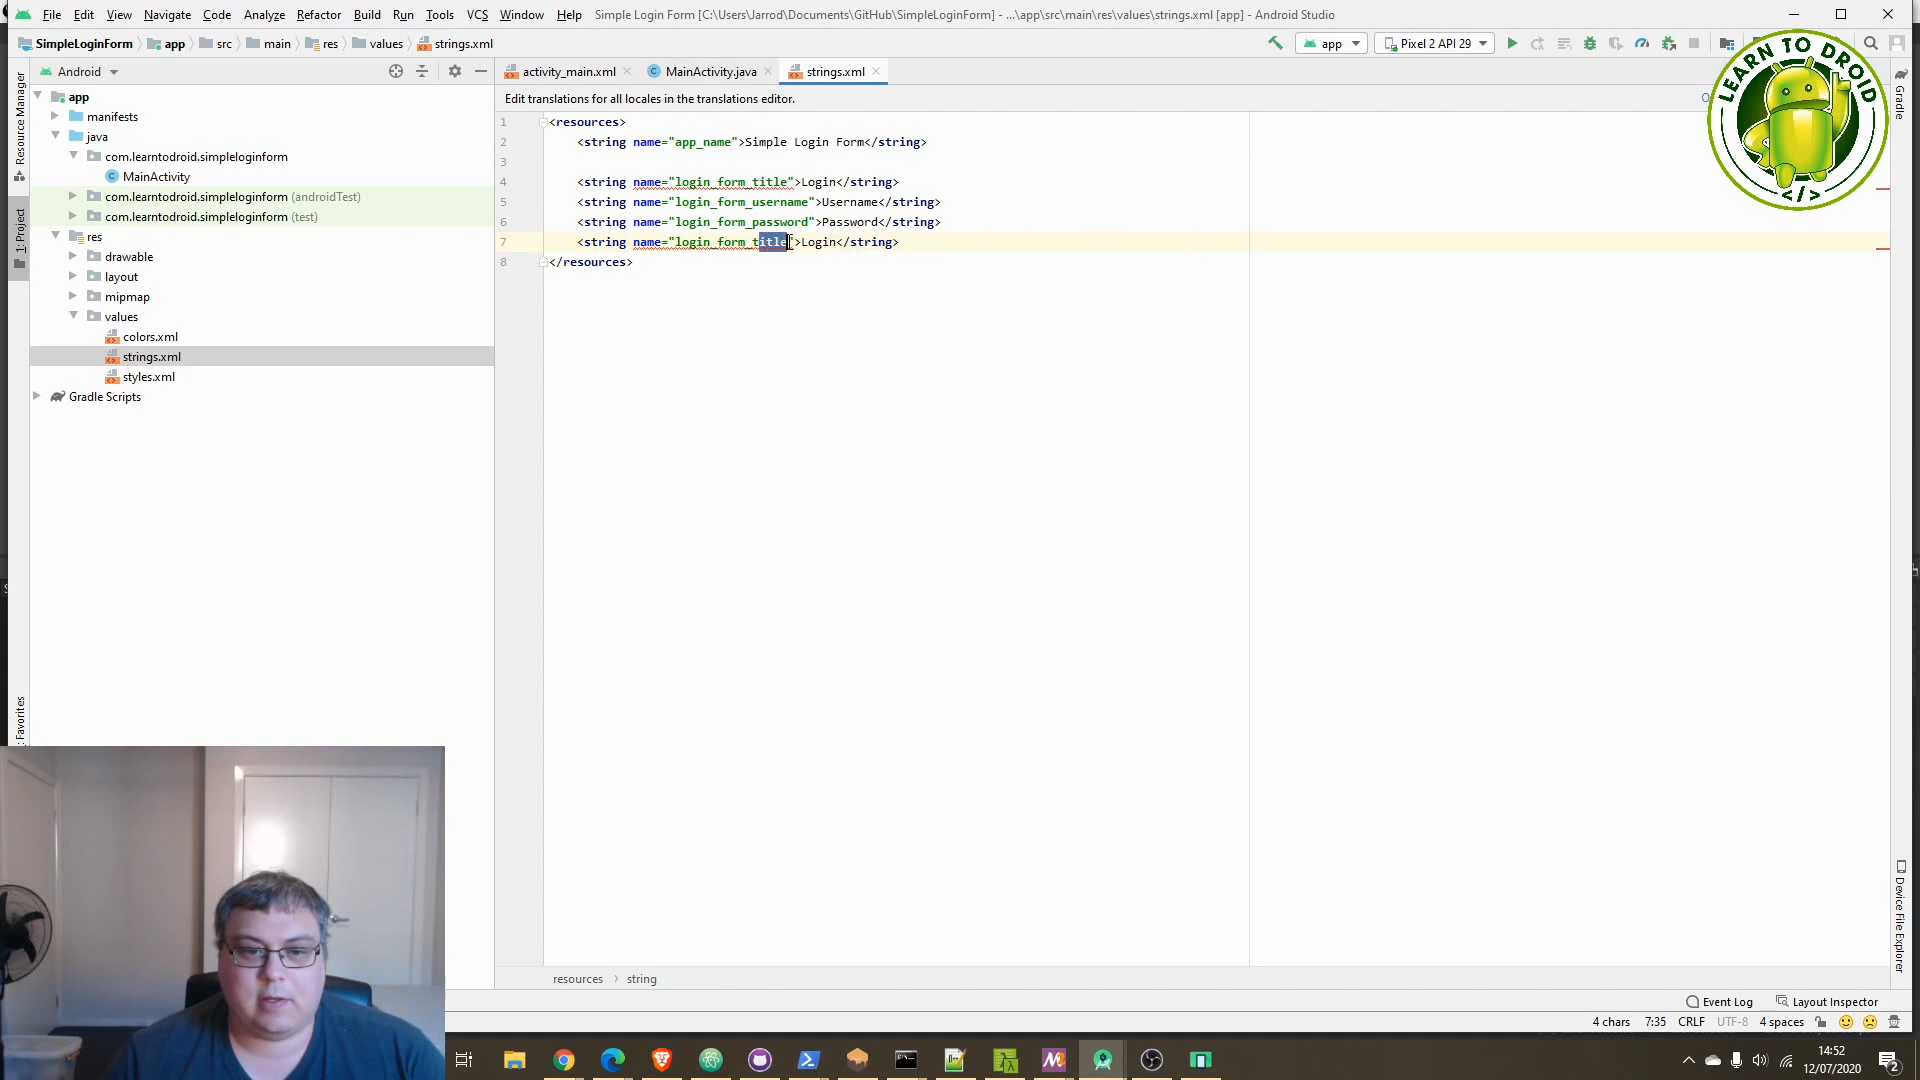 File Edit View Navigate Code Analyze Refactor Build Run Tools VCS Window Help Simple Login Form [C:\Users\Jarrod\Documents\GitHub\SimpleLoginForm] - ...\app\src\main\res\values\strings.xml [app] - Android Studio
SimpleLoginForm app src main res values strings.xml app Pixel 2 API 29
Android activity_main.xml MainActivity.java strings.xml
Edit translations for all locales in the translations editor.
Resource Manager
1: Project
Favorites
app
manifests
java
com.learntodroid.simpleloginform
MainActivity
com.learntodroid.simpleloginform (androidTest)
com.learntodroid.simpleloginform (test)
res
drawable
layout
mipmap
values
colors.xml
strings.xml
styles.xml
Gradle Scripts
1 <resources>
2 <string name="app_name">Simple Login Form</string>
3
4 <string name="login_form_title">Login</string>
5 <string name="login_form_username">Username</string>
6 <string name="login_form_password">Password</string>
7 <string name="login_form_title">Login</string>
8 </resources>
LEARN TO DROID
</>
Gradle
Device File Explorer
resources string
Event Log Layout Inspector
4 chars 7:35 CRLF UTF-8 4 spaces
14:52
12/07/2020
2